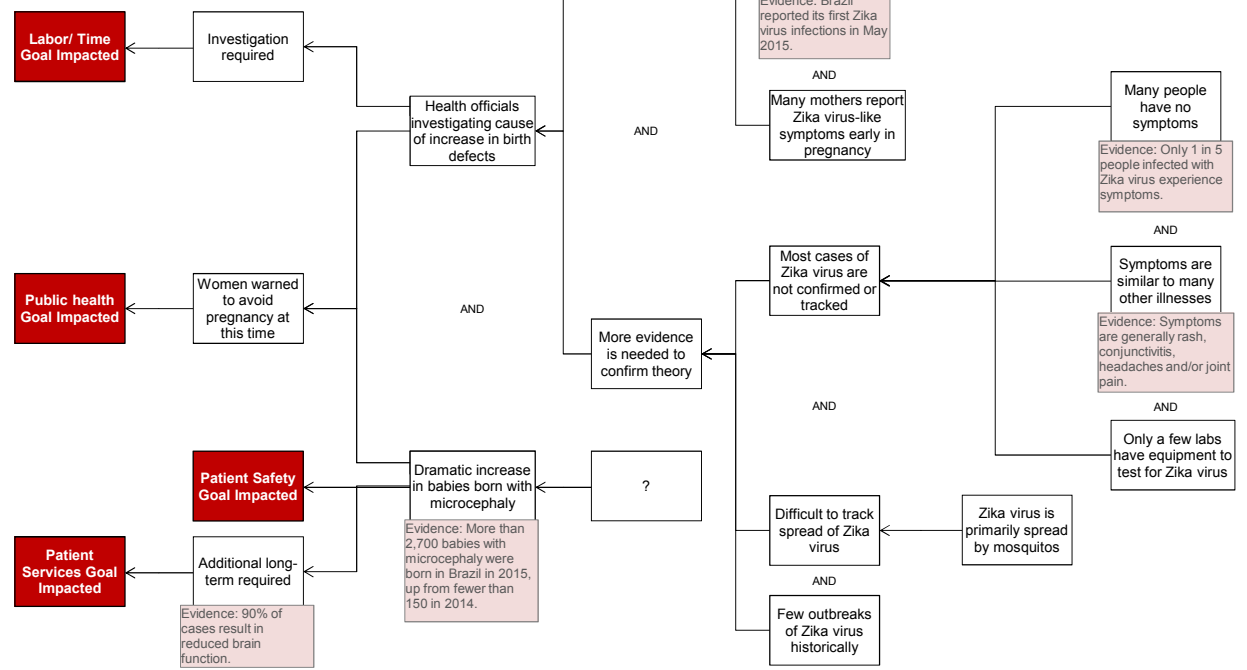 Evidence: Brazil
reported its first Zika
virus infections in May
2015.
Labor/ Time
Goal Impacted
Investigation
required
AND
Many people
have no
symptoms
Health officials
investigating cause
of increase in birth
defects
AND
Many mothers report
Zika virus-like
symptoms early in
pregnancy
Evidence: Only 1 in 5
people infected with
Zika virus experience
symptoms.
AND
Public health
Goal Impacted
Women warned
to avoid
pregnancy at
this time
AND
Most cases of
Zika virus are
not confirmed or
tracked
Symptoms are
similar to many
other illnesses
Evidence: Symptoms
are generally rash,
conjunctivitis,
headaches and/or joint
pain.
More evidence
is needed to
confirm theory
AND
AND
Only a few labs
have equipment to
test for Zika virus
Patient Safety
Goal Impacted
Dramatic increase
in babies born with
microcephaly
?
Evidence: More than
2,700 babies with
microcephaly were
born in Brazil in 2015,
up from fewer than
150 in 2014.
Difficult to track
spread of Zika
virus
Zika virus is
primarily spread
by mosquitos
Patient
Services Goal
Impacted
Additional long-
term required
Evidence: 90% of
cases result in
reduced brain
function.
AND
Few outbreaks
of Zika virus
historically